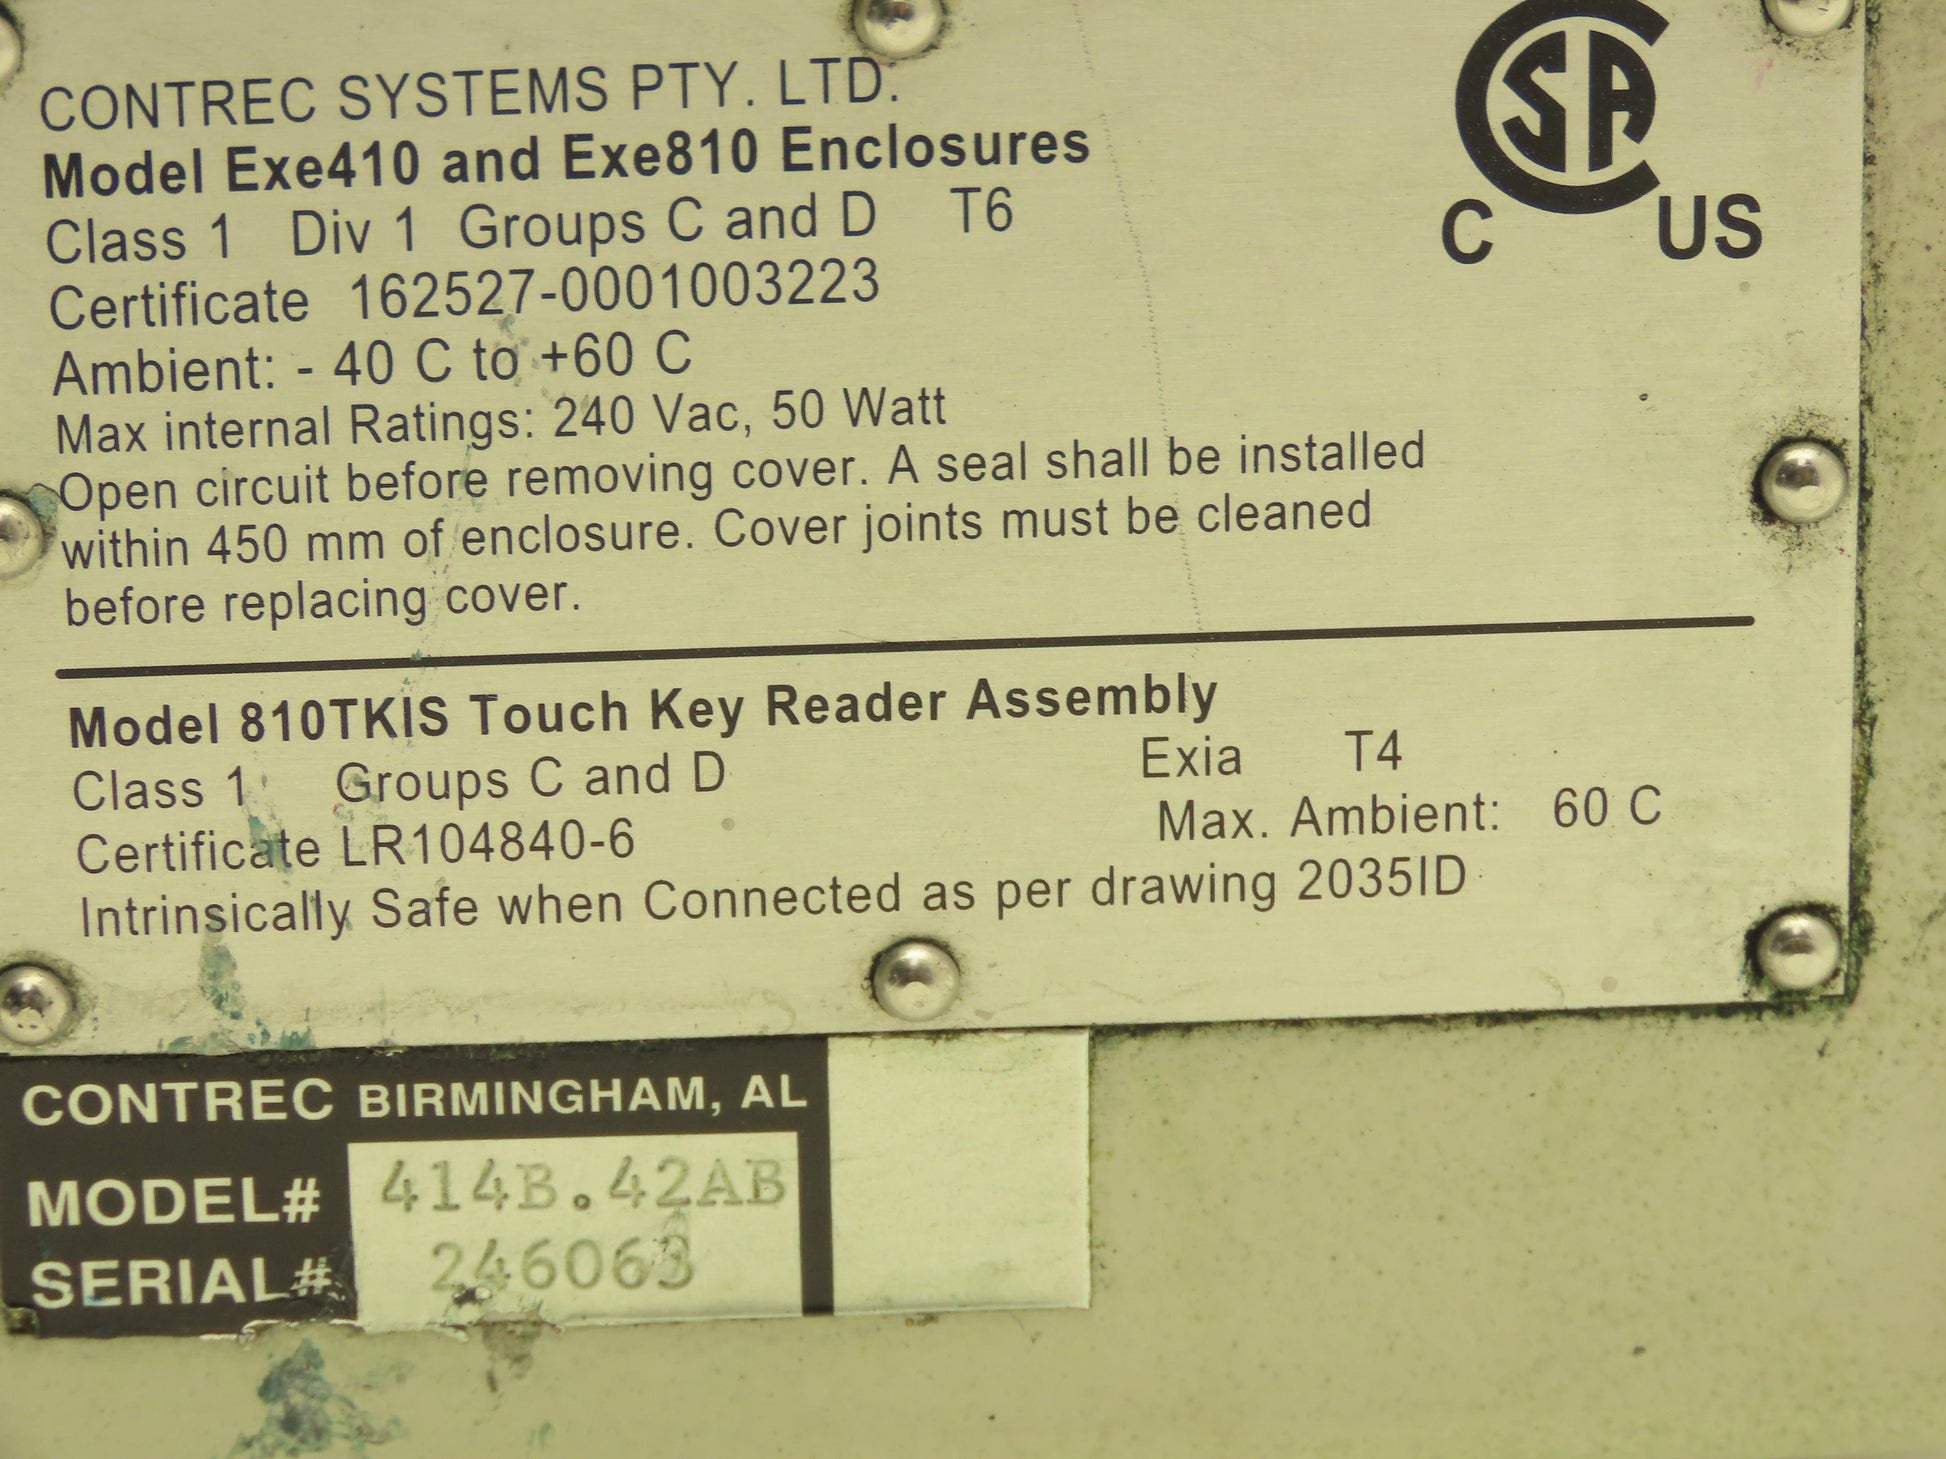 CONTREC SYSTEMS PTY. LTD.
Model Exe410 and Exe810 Enclosures
Class 1 Div 1 Groups C and D T6
Certificate 162527-0001003223
Ambient: - 40 C to +60 C
Max internal Ratings: 240 Vac, 50 Watt
Open circuit before removing cover. A seal shall be installed
within 450 mm of enclosure. Cover joints must be cleaned
before replacing cover.
SA
C US
Model 810TKIS Touch Key Reader Assembly
Class 1 Groups C and D Exia T4
Certificate LR104840-6 Max. Ambient: 60 C
Intrinsically Safe when Connected as per drawing 2035ID
CONTREC BIRMINGHAM, AL
MODEL# 414B.42AB
SERIAL# 246063